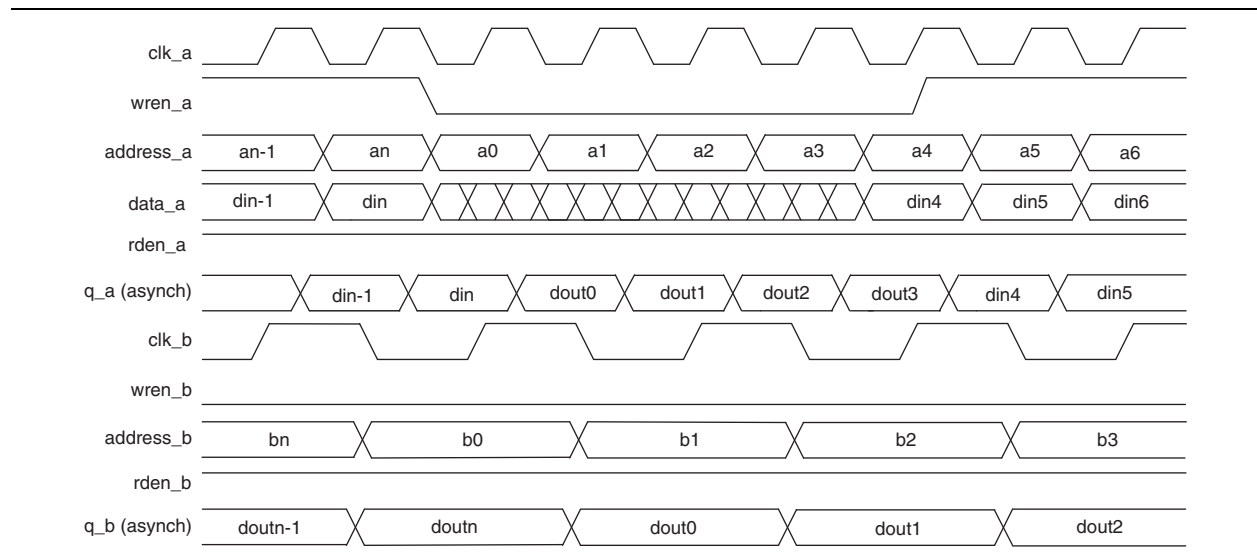 clk_a
wren_a
address_a an-1 an a0 a1 a2 a3 a4 a5 a6
data_a din-1 din din4 din5 din6
rden_a
q_a (asynch) din-1 din dout0 dout1 dout2 dout3 din4 din5
clk_b
wren_b
address_b bn b0 b1 b2 b3
rden_b
q_b (asynch) doutn-1 doutn dout0 dout1 dout2